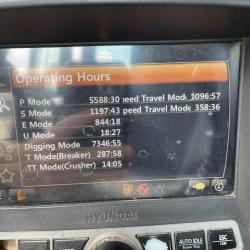 Operating Hours
P Mode 5588:30 peed Travel Mode 1096:57
S Mode 1197:43 Speed Travel Mode 358:36
E Mode 844:18
U Mode 18:27
Digging Mode 7346:55
T Mode(Breaker) 287:58
TT Mode(Crusher) 14:05
HYUNDAI
AUTO IDLE
ESC